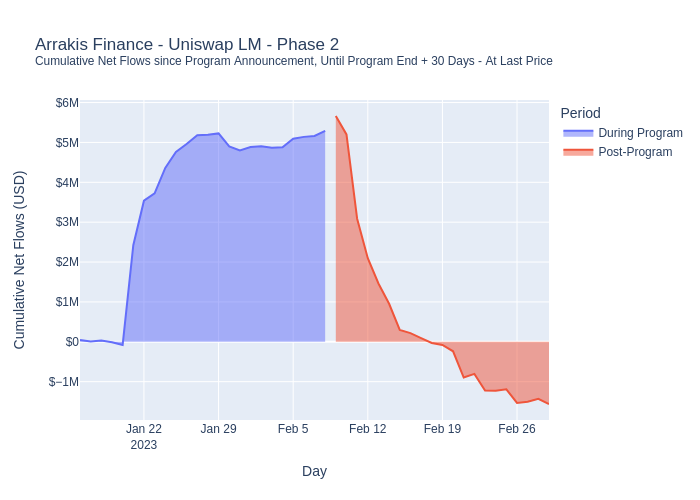 Arrakis Finance - Uniswap LM - Phase 2
Cumulative Net Flows since Program Announcement, Until Program End + 30 Days - At Last Price
Period
During Program
Post-Program
Cumulative Net Flows (USD)
$6M
$5M
$4M
$3M
$2M
$1M
$0
$−1M
Jan 22
2023
Jan 29
Feb 5
Feb 12
Feb 19
Feb 26
Day